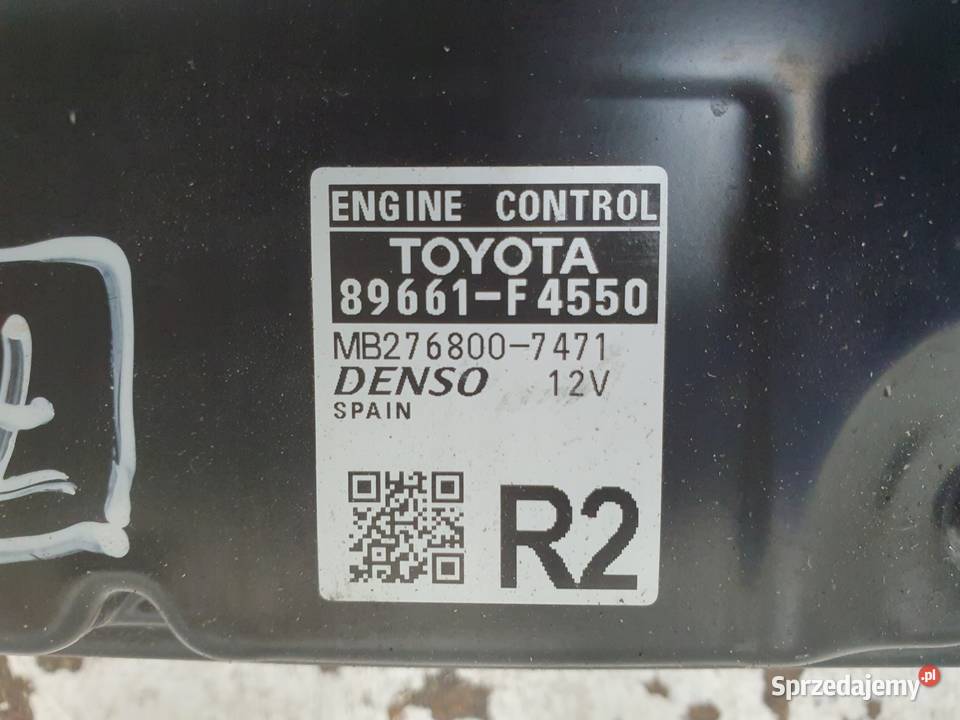 ENGINE CONTROL
TOYOTA
89661-F4550
MB276800-7471
DENSO 12V
SPAIN
R2
Sprzedajemy.pl